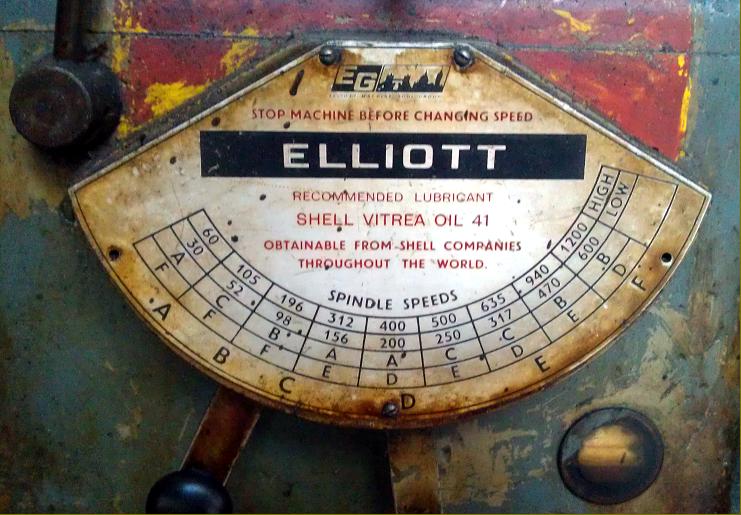 EG
STOP MACHINE BEFORE CHANGING SPEED
ELLIOTT
RECOMMENDED LUBRICANT
SHELL VITREA OIL 41
OBTAINABLE FROM SHELL COMPANIES
THROUGHOUT THE WORLD.
SPINDLE SPEEDS
60 105 196 312 400 500 635 940 1200 HIGH
30 52 98 156 200 250 317 470 600 LOW
A C B A A C C B B
F F F E D E D E D
A B C D E F